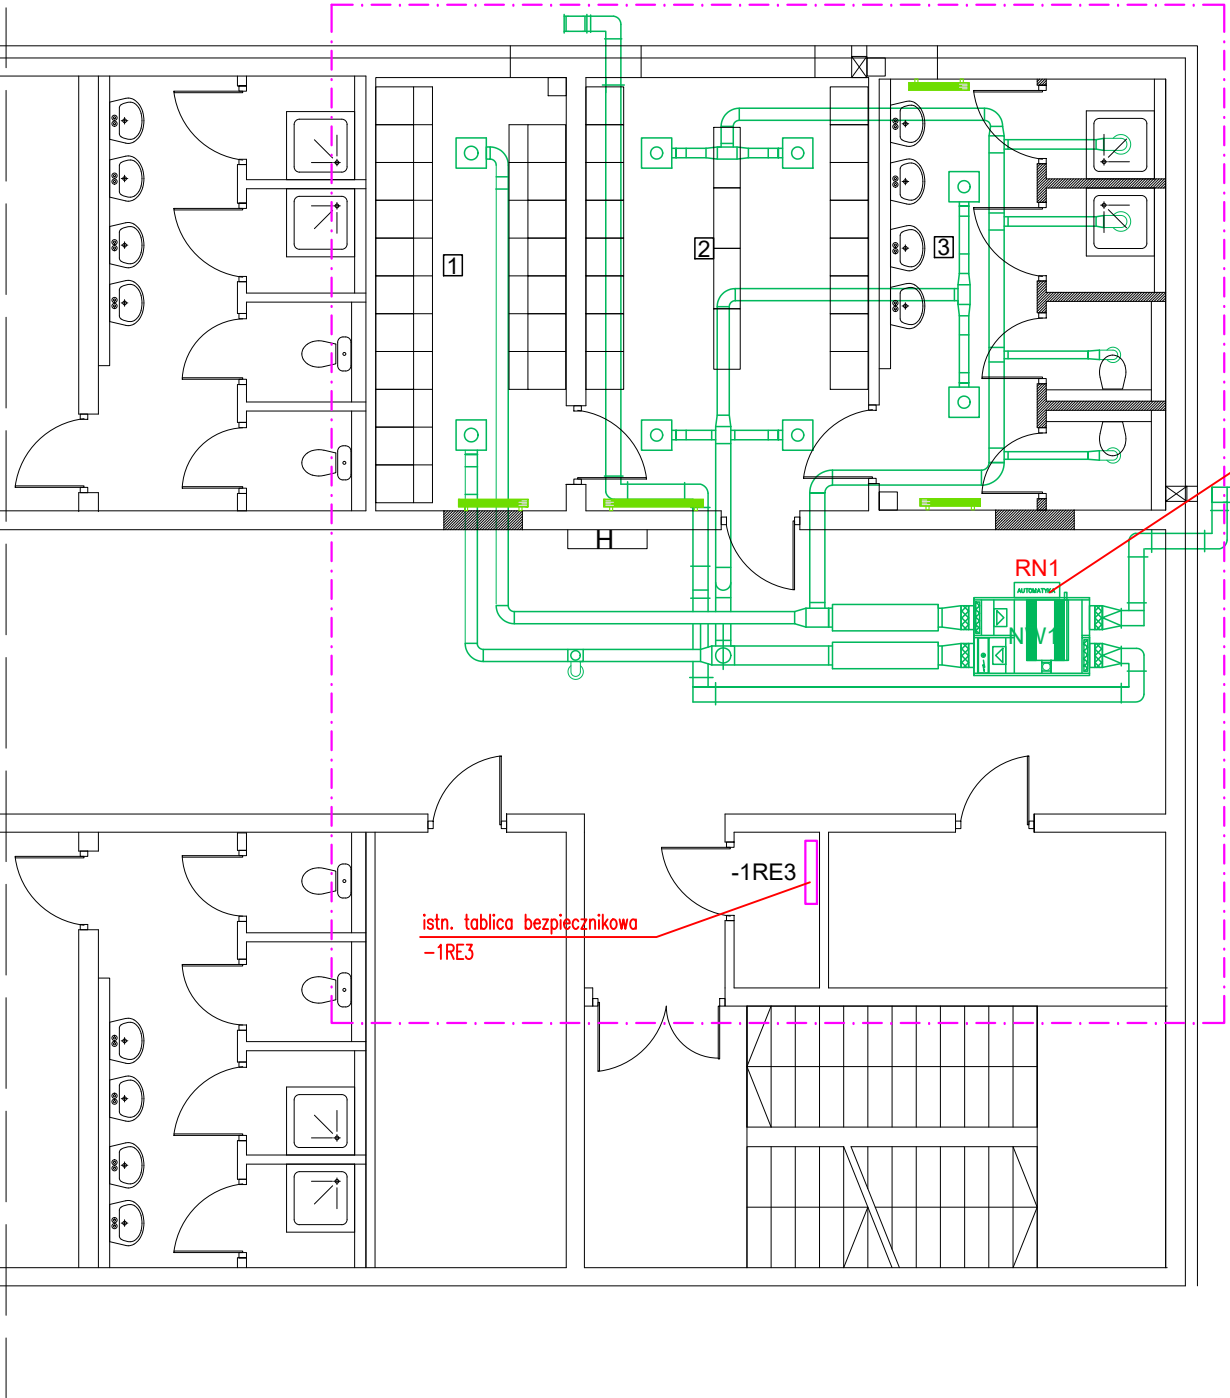 1
2
3
H
RN1
AUTOMATYKA
NW1
-1RE3
istn. tablica bezpiecznikowa
-1RE3